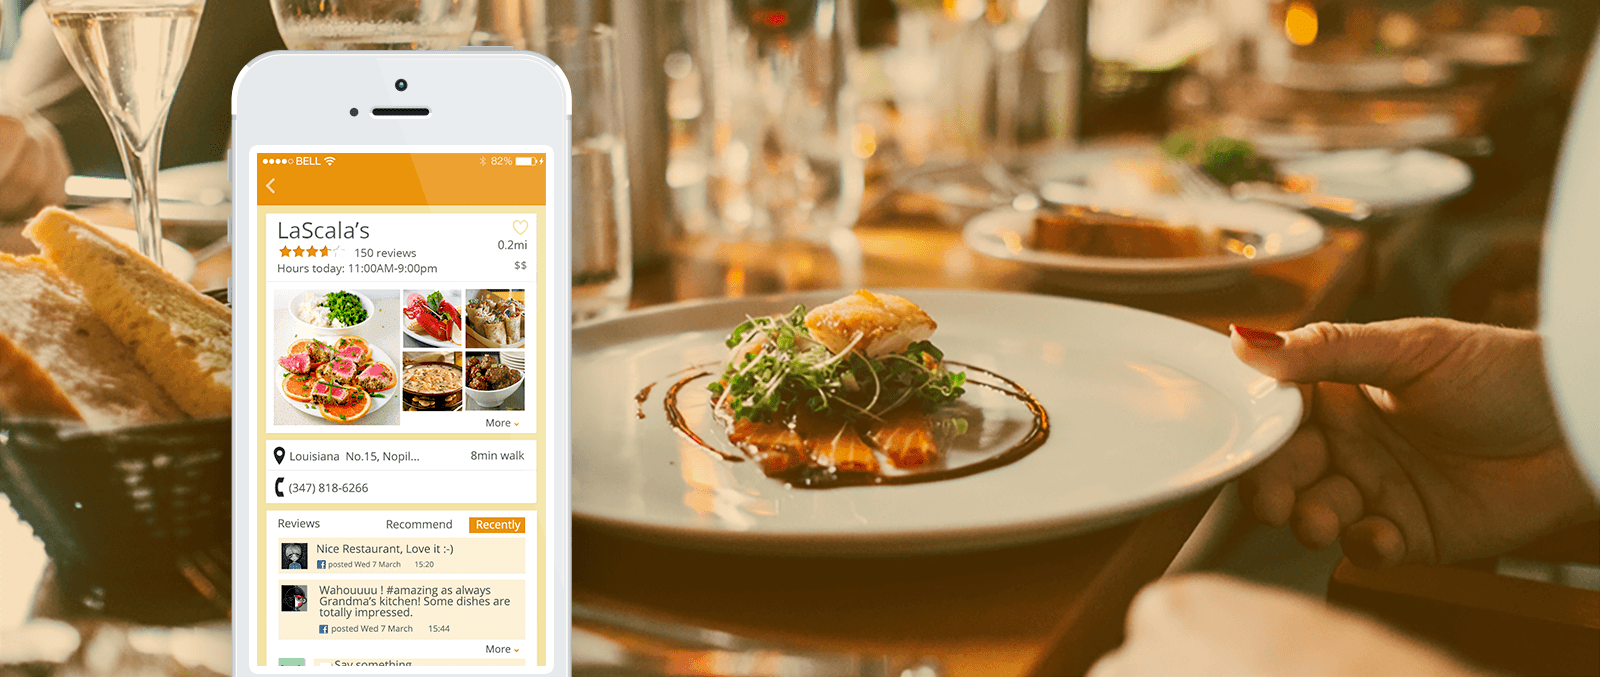 BELL 82%
LaScala's
150 reviews
0.2mi
Hours today: 11:00AM-9:00pm
$$
More
Louisiana No.15, Nopil... 8min walk
(347) 818-6266
Reviews Recommend Recently
Nice Restaurant, Love it :-)
f posted Wed 7 March 15:20
Wahouuuu ! #amazing as always
Grandma's kitchen! Some dishes are
totally impressed.
f posted Wed 7 March 15:44
More
Say something